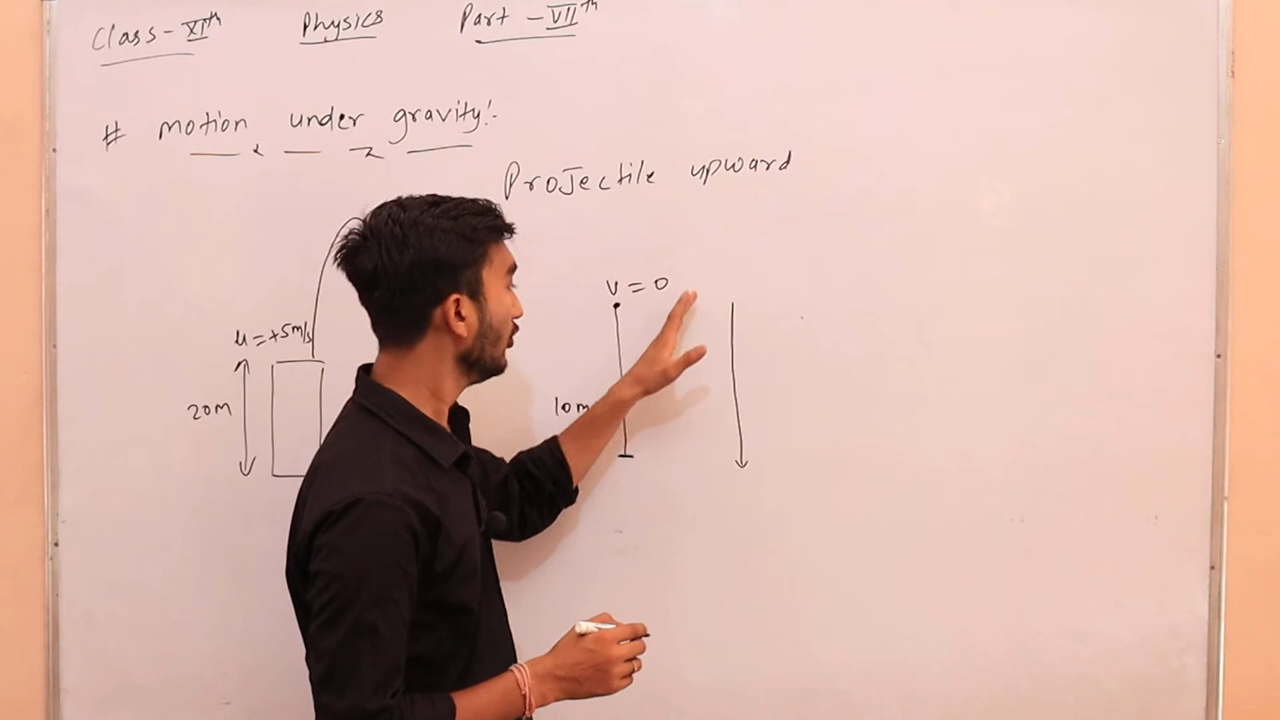 Class - XIth Physics Part - VIIth
# motion under gravity:-
Projectile upward
v = 0
u = +5m/s
20m
10m